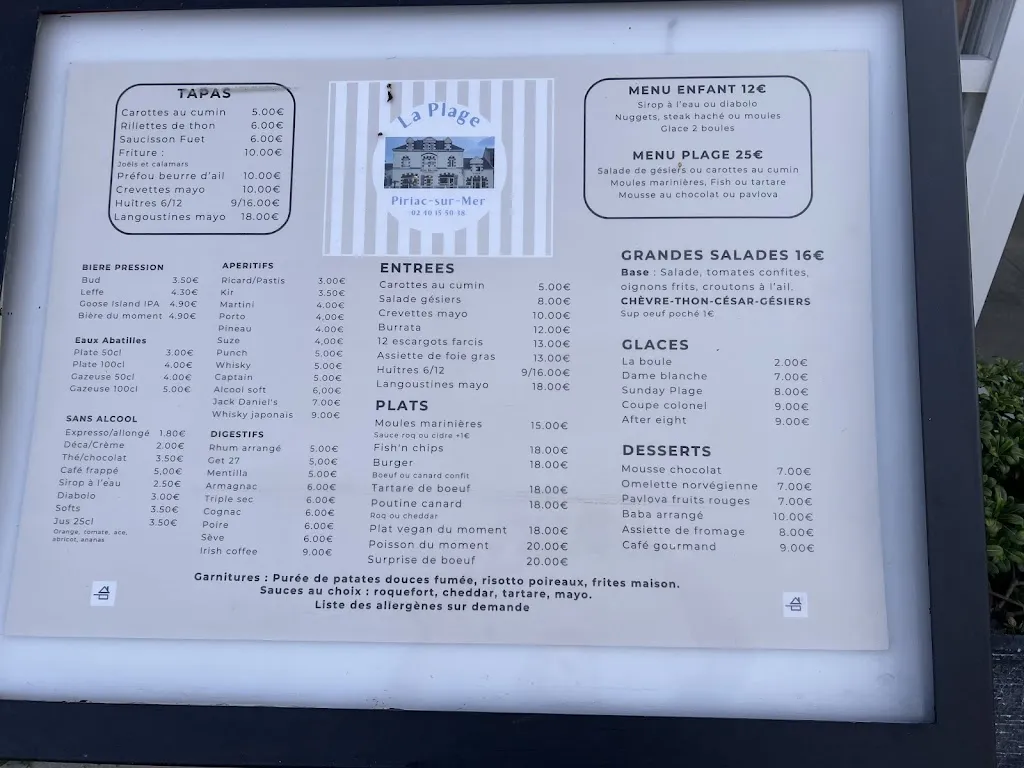 TAPAS
Carottes au cumin 5.00€
Rillettes de thon 6.00€
Saucisson Fuet 6.00€
Friture : 10.00€
Joëls et calamars
Préfou beurre d'ail 10.00€
Crevettes mayo 10.00€
Huîtres 6/12 9/16.00€
Langoustines mayo 18.00€
La Plage
Piriac-sur-Mer
02 40 15 50 18
MENU ENFANT 12€
Sirop à l'eau ou diabolo
Nuggets, steak haché ou moules
Glace 2 boules
MENU PLAGE 25€
Salade de gésiers ou carottes au cumin
Moules marinières, Fish ou tartare
Mousse au chocolat ou pavlova
BIERE PRESSION
Bud 3.50€
Leffe 4.30€
Goose Island IPA 4.90€
Bière du moment 4.90€
Eaux Abatilles
Plate 50cl 3.00€
Plate 100cl 4.00€
Gazeuse 50cl 4.00€
Gazeuse 100cl 5.00€
SANS ALCOOL
Expresso/allongé 1.80€
Déca/Crème 2.00€
Thé/chocolat 3.50€
Café frappé 5,00€
Sirop à l'eau 2.50€
Diabolo 3.00€
Softs 3.50€
Jus 25cl 3.50€
Orange, tomate, ace,
abricot, ananas
APERITIFS
Ricard/Pastis 3.00€
Kir 3.50€
Martini 4.00€
Porto 4,00€
Pineau 4.00€
Suze 4,00€
Punch 5.00€
Whisky 5.00€
Captain 5.00€
Alcool soft 6,00€
Jack Daniel's 7.00€
Whisky japonais 9.00€
DIGESTIFS
Rhum arrangé 5.00€
Get 27 5,00€
Mentilla 5.00€
Armagnac 6.00€
Triple sec 6.00€
Cognac 6.00€
Poire 6.00€
Sève 6.00€
Irish coffee 9.00€
ENTREES
Carottes au cumin 5.00€
Salade gésiers 8.00€
Crevettes mayo 10.00€
Burrata 12.00€
12 escargots farcis 13.00€
Assiette de foie gras 13.00€
Huîtres 6/12 9/16.00€
Langoustines mayo 18.00€
PLATS
Moules marinières 15.00€
Sauce roq ou cidre +1€
Fish'n chips 18.00€
Burger 18.00€
Boeuf ou canard confit
Tartare de boeuf 18.00€
Poutine canard 18.00€
Roq ou cheddar
Plat vegan du moment 18.00€
Poisson du moment 20.00€
Surprise de boeuf 20.00€
GRANDES SALADES 16€
Base : Salade, tomates confites,
oignons frits, croutons à l'ail.
CHÈVRE-THON-CÉSAR-GÉSIERS
Sup oeuf poché 1€
GLACES
La boule 2.00€
Dame blanche 7.00€
Sunday Plage 8.00€
Coupe colonel 9.00€
After eight 9.00€
DESSERTS
Mousse chocolat 7.00€
Omelette norvégienne 7.00€
Pavlova fruits rouges 7.00€
Baba arrangé 10.00€
Assiette de fromage 8.00€
Café gourmand 9.00€
Garnitures : Purée de patates douces fumée, risotto poireaux, frites maison.
Sauces au choix : roquefort, cheddar, tartare, mayo.
Liste des allergènes sur demande